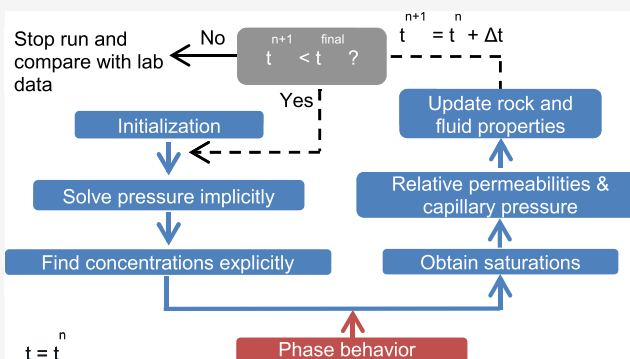 Stop run and
compare with lab
data
No
t^n+1 < t^final ?
t^n+1 = t^n + Δt
Yes
Initialization
Solve pressure implicitly
Find concentrations explicitly
Update rock and
fluid properties
Relative permeabilities &
capillary pressure
Obtain saturations
Phase behavior
t = t^n